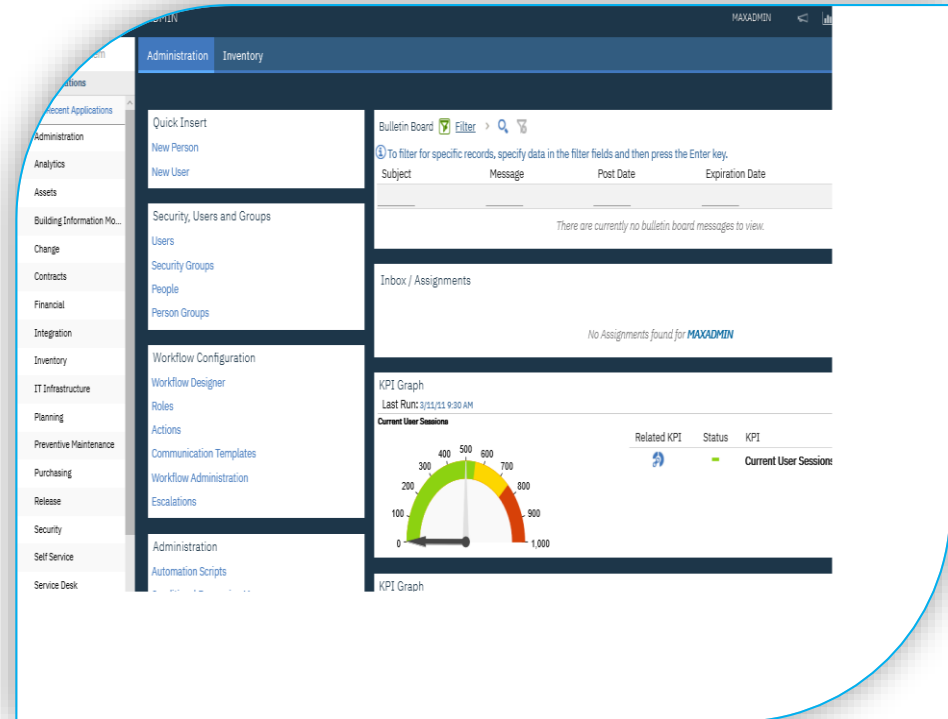 MAXADMIN
Administration Inventory
Recent Applications
Administration
Analytics
Assets
Building Information Mo...
Change
Contracts
Financial
Integration
Inventory
IT Infrastructure
Planning
Preventive Maintenance
Purchasing
Release
Security
Self Service
Service Desk
Quick Insert
New Person
New User
Security, Users and Groups
Users
Security Groups
People
Person Groups
Workflow Configuration
Workflow Designer
Roles
Actions
Communication Templates
Workflow Administration
Escalations
Administration
Automation Scripts
Bulletin Board Filter >
To filter for specific records, specify data in the filter fields and then press the Enter key.
Subject Message Post Date Expiration Date
There are currently no bulletin board messages to view.
Inbox / Assignments
No Assignments found for MAXADMIN
KPI Graph
Last Run: 3/11/11 9:30 AM
Current User Sessions
0 100 200 300 400 500 600 700 800 900 1,000
Related KPI Status KPI
Current User Sessions
KPI Graph